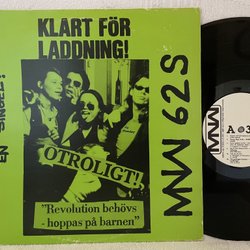 KLART FÖR
LADDNING!
EN SINGEL!
OTROLIGT!
"Revolution behövs
- hoppas på barnen"
MNW 62S
MNW
A